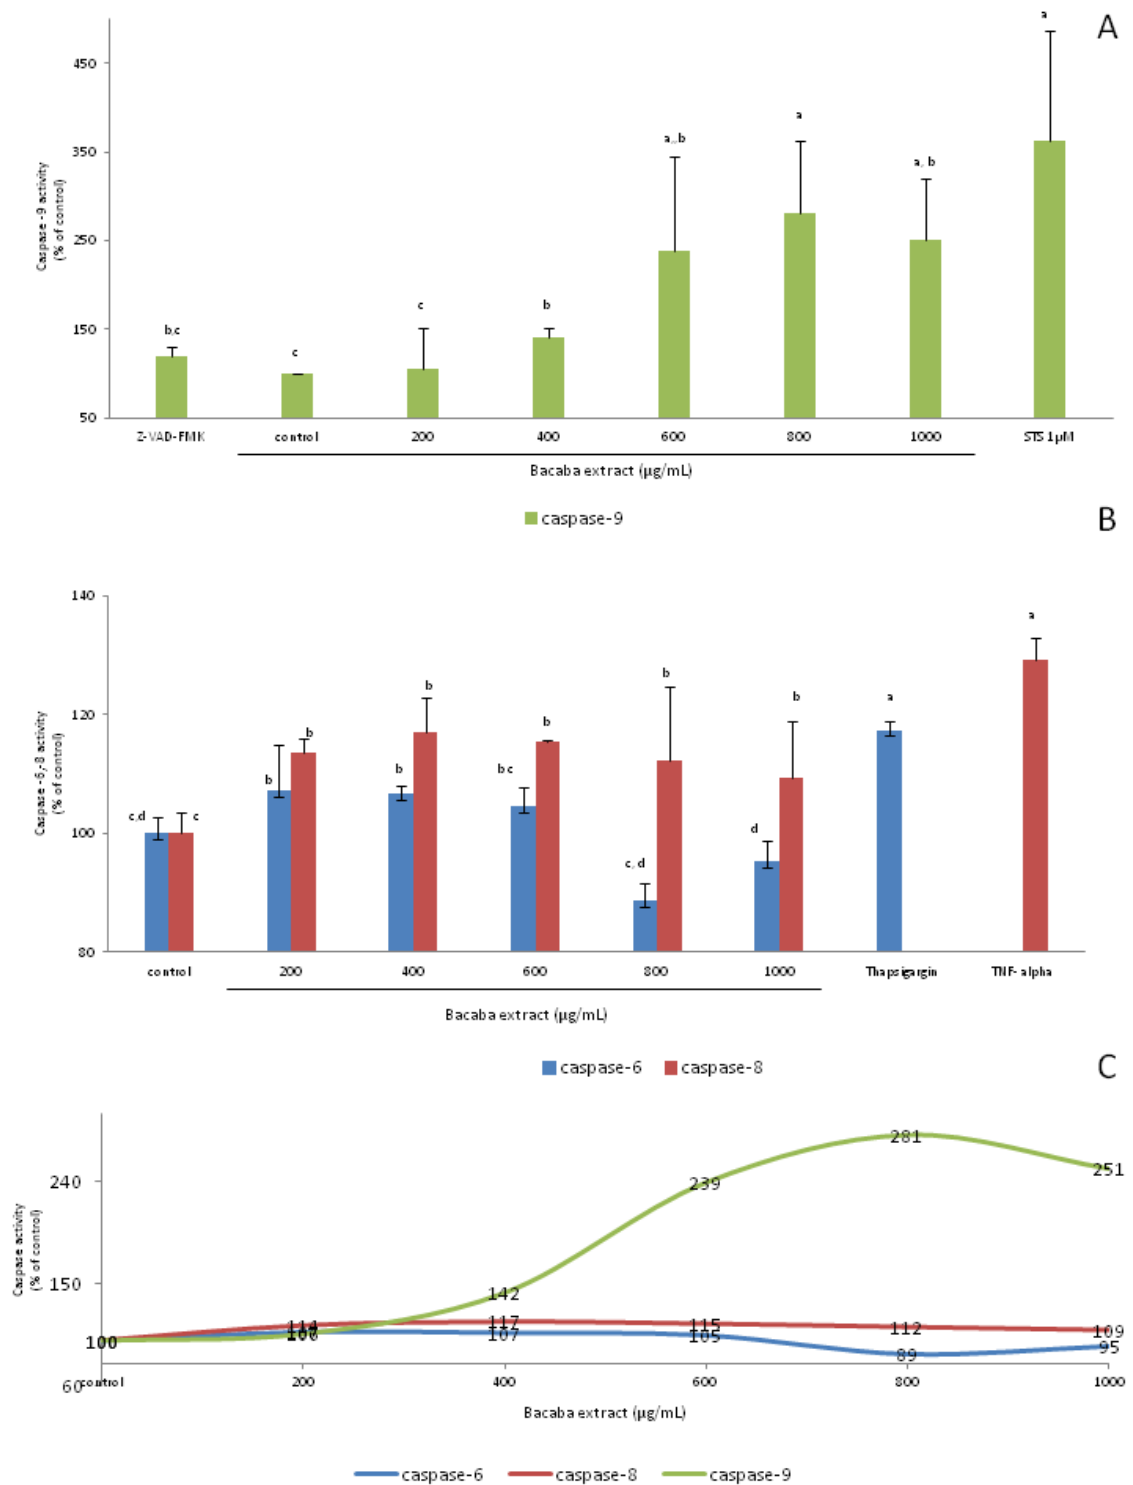 A
a
450
a,b
a
350
a, b
Caspase -9 activity
(% of control)
250
c
b
150
b,c
c
50
Z-VAD-FMK control 200 400 600 800 1000 STS 1µM
Bacaba extract (µg/mL)
caspase-9
B
140
a
b
b
b
b
a
120
b
b
b c
b
Caspase -6,-8 activity
(% of control)
c,d
c
d
100
c, d
80
control 200 400 600 800 1000 Thapsigargin TNF- alpha
Bacaba extract (µg/mL)
caspase-6 caspase-8
C
281
251
240
239
Caspase activity
(% of control)
150
142
114
117
115
112
109
100
107
105
89
95
60
control 200 400 600 800 1000
Bacaba extract (µg/mL)
caspase-6 caspase-8 caspase-9